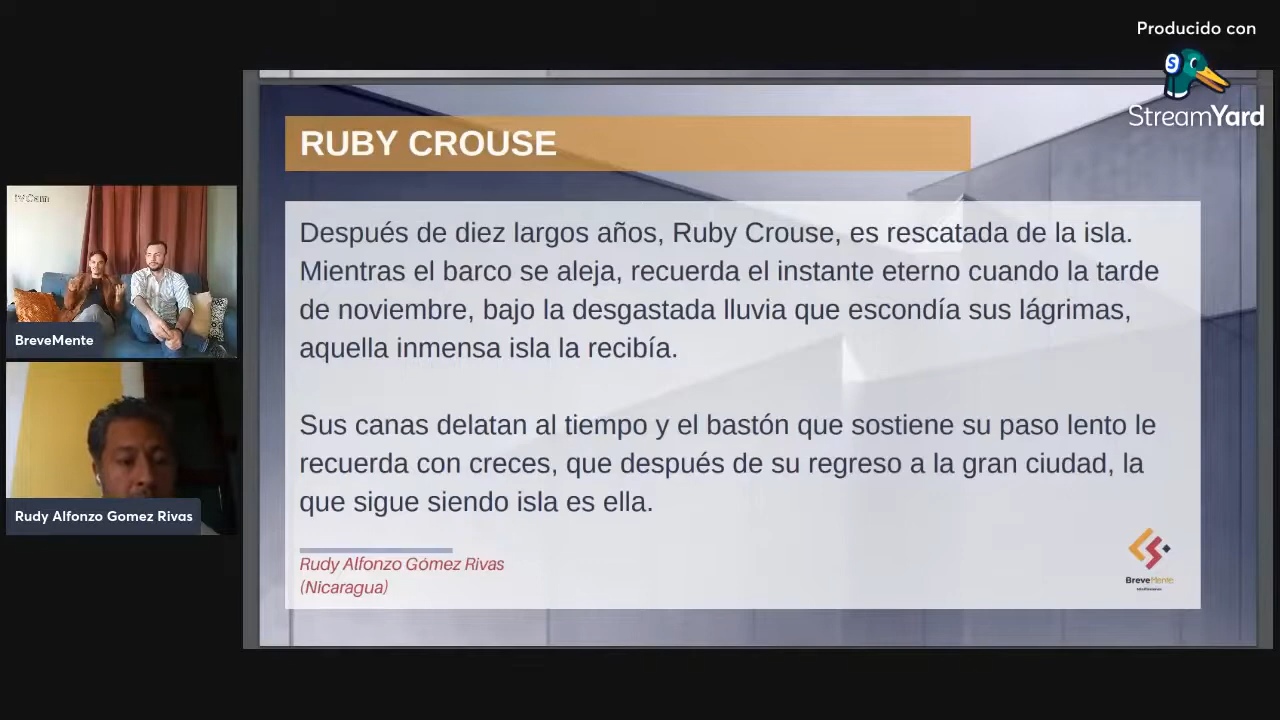 Producido con
StreamYard
RUBY CROUSE
Después de diez largos años, Ruby Crouse, es rescatada de la isla.
Mientras el barco se aleja, recuerda el instante eterno cuando la tarde
de noviembre, bajo la desgastada lluvia que escondía sus lágrimas,
aquella inmensa isla la recibía.
Sus canas delatan al tiempo y el bastón que sostiene su paso lento le
recuerda con creces, que después de su regreso a la gran ciudad, la
que sigue siendo isla es ella.
Rudy Alfonzo Gómez Rivas
(Nicaragua)
BreveMente
iVCam
BreveMente
Rudy Alfonzo Gomez Rivas